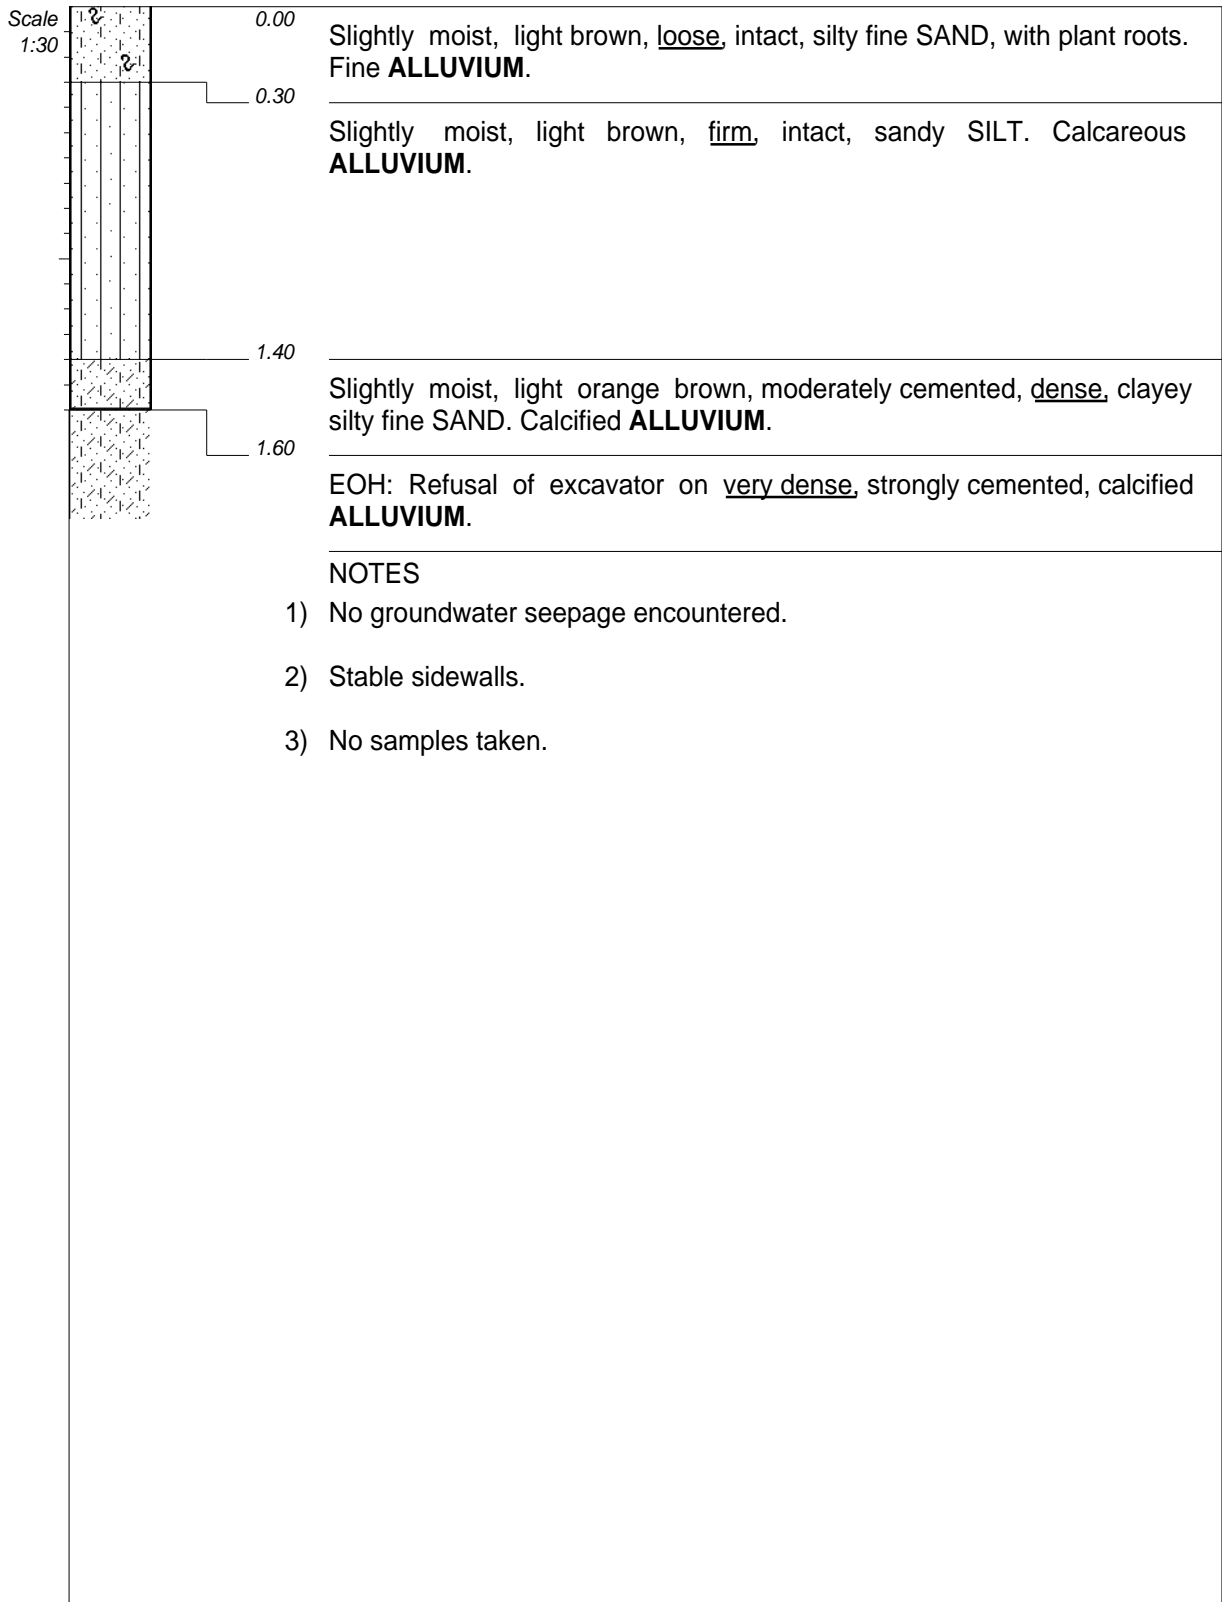 Scale
1:30
0.00
Slightly moist, light brown, loose, intact, silty fine SAND, with plant roots.
Fine ALLUVIUM.
0.30
Slightly moist, light brown, firm, intact, sandy SILT. Calcareous
ALLUVIUM.
1.40
Slightly moist, light orange brown, moderately cemented, dense, clayey
silty fine SAND. Calcified ALLUVIUM.
1.60
EOH: Refusal of excavator on very dense, strongly cemented, calcified
ALLUVIUM.
NOTES
1) No groundwater seepage encountered.
2) Stable sidewalls.
3) No samples taken.